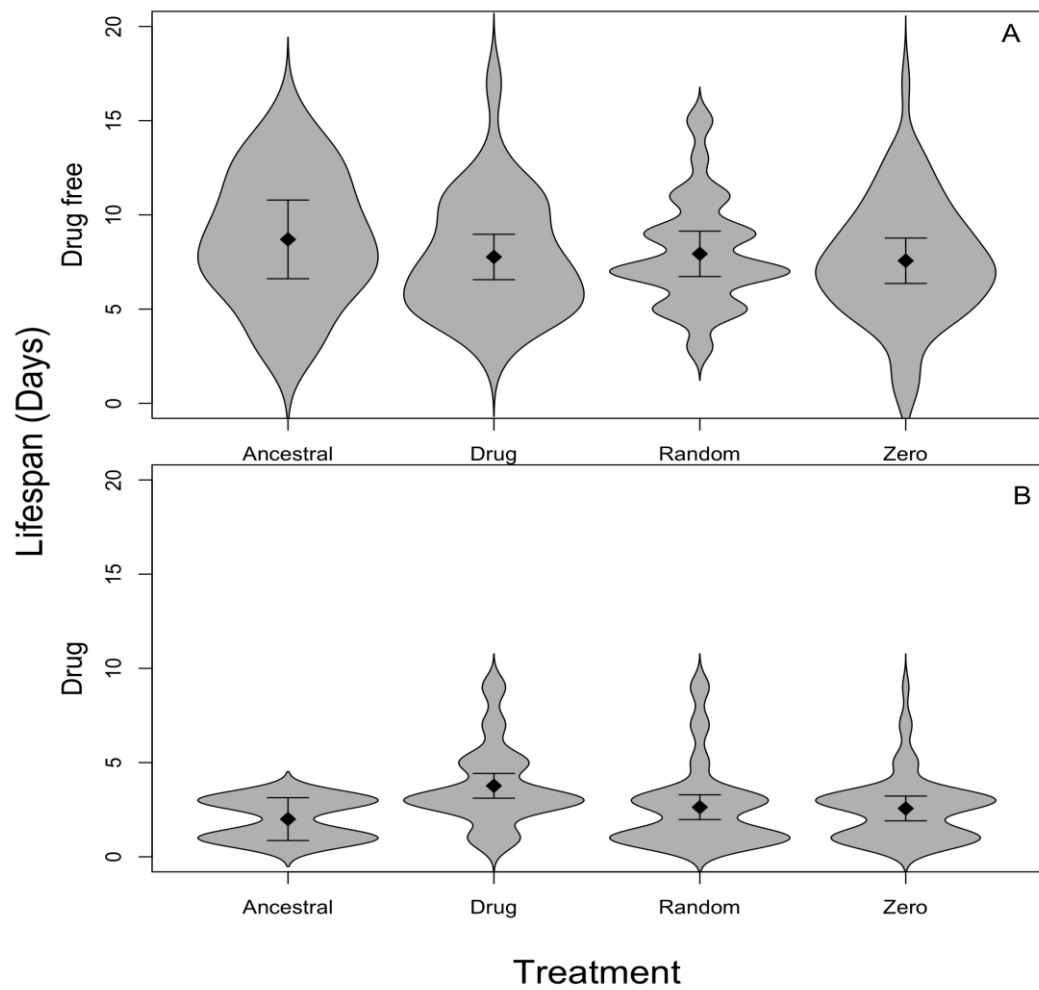 A
20
15
10
5
0
Drug free
Ancestral Drug Random Zero
Lifespan (Days)
B
20
15
10
5
0
Drug
Ancestral Drug Random Zero
Treatment